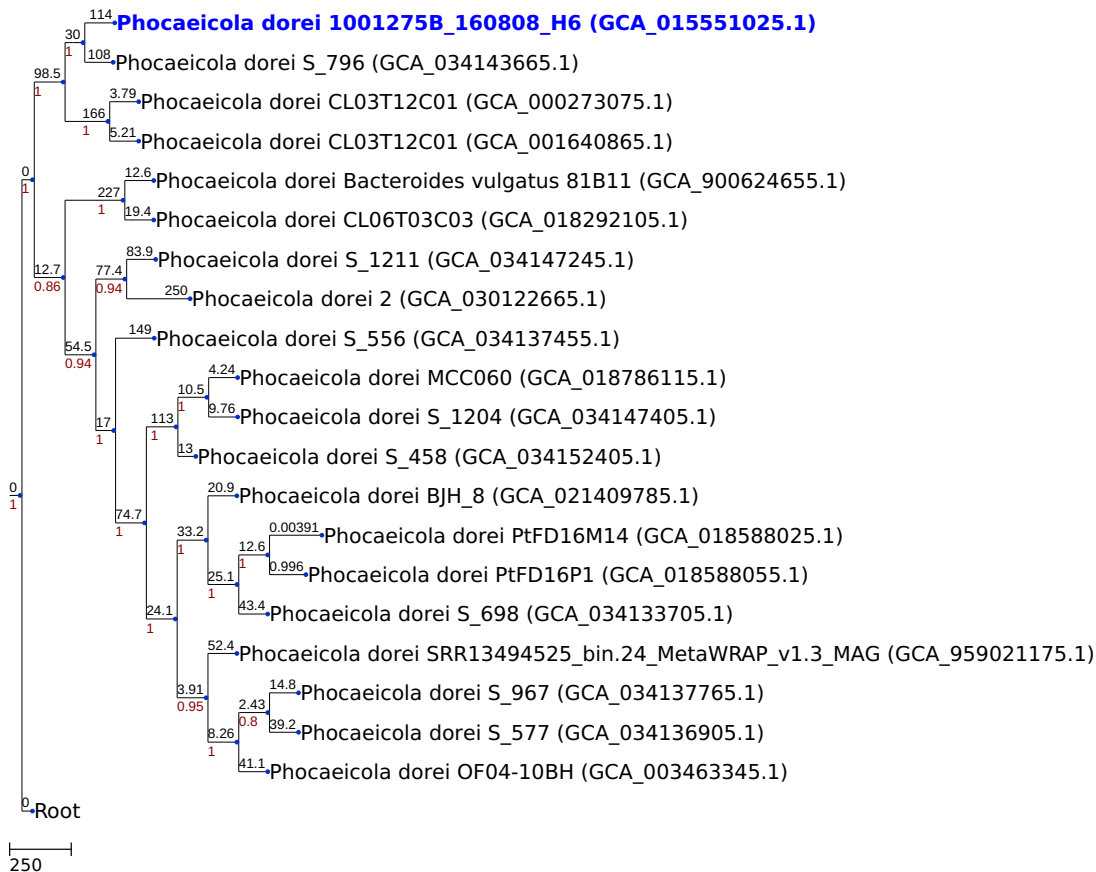 114
Phocaeicola dorei 1001275B_160808_H6 (GCA_015551025.1)
30
1
108
Phocaeicola dorei S_796 (GCA_034143665.1)
98.5
1
3.79
Phocaeicola dorei CL03T12C01 (GCA_000273075.1)
166
1
5.21
Phocaeicola dorei CL03T12C01 (GCA_001640865.1)
0
1
12.6
Phocaeicola dorei Bacteroides vulgatus 81B11 (GCA_900624655.1)
227
1
19.4
Phocaeicola dorei CL06T03C03 (GCA_018292105.1)
12.7
0.86
83.9
Phocaeicola dorei S_1211 (GCA_034147245.1)
77.4
0.94
250
Phocaeicola dorei 2 (GCA_030122665.1)
54.5
0.94
149
Phocaeicola dorei S_556 (GCA_034137455.1)
4.24
Phocaeicola dorei MCC060 (GCA_018786115.1)
10.5
1
9.76
Phocaeicola dorei S_1204 (GCA_034147405.1)
17
1
113
1
13
Phocaeicola dorei S_458 (GCA_034152405.1)
0
1
20.9
Phocaeicola dorei BJH_8 (GCA_021409785.1)
74.7
1
33.2
1
0.00391
Phocaeicola dorei PtFD16M14 (GCA_018588025.1)
12.6
1
0.996
Phocaeicola dorei PtFD16P1 (GCA_018588055.1)
25.1
1
43.4
Phocaeicola dorei S_698 (GCA_034133705.1)
24.1
1
52.4
Phocaeicola dorei SRR13494525_bin.24_MetaWRAP_v1.3_MAG (GCA_959021175.1)
3.91
0.95
14.8
Phocaeicola dorei S_967 (GCA_034137765.1)
2.43
0.8
39.2
Phocaeicola dorei S_577 (GCA_034136905.1)
8.26
1
41.1
Phocaeicola dorei OF04-10BH (GCA_003463345.1)
0
Root
250